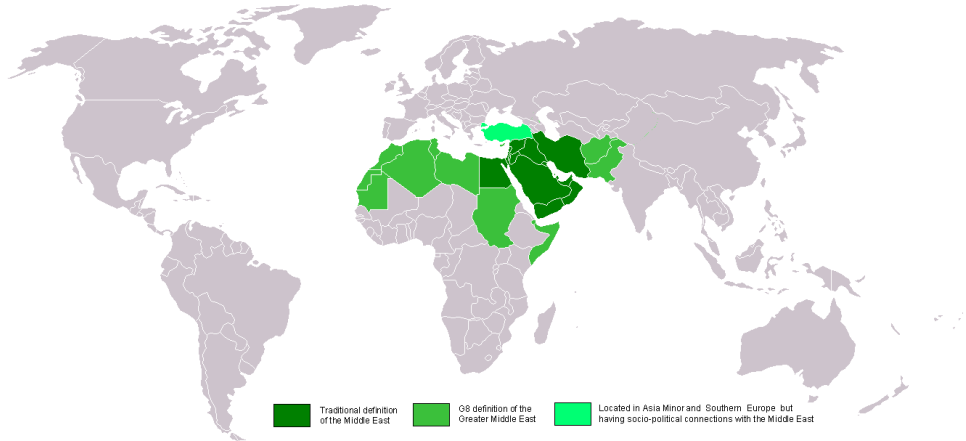 Traditional definition
of the Middle East
G8 definition of the
Greater Middle East
Located in Asia Minor and Southern Europe but
having socio-political connections with the Middle East